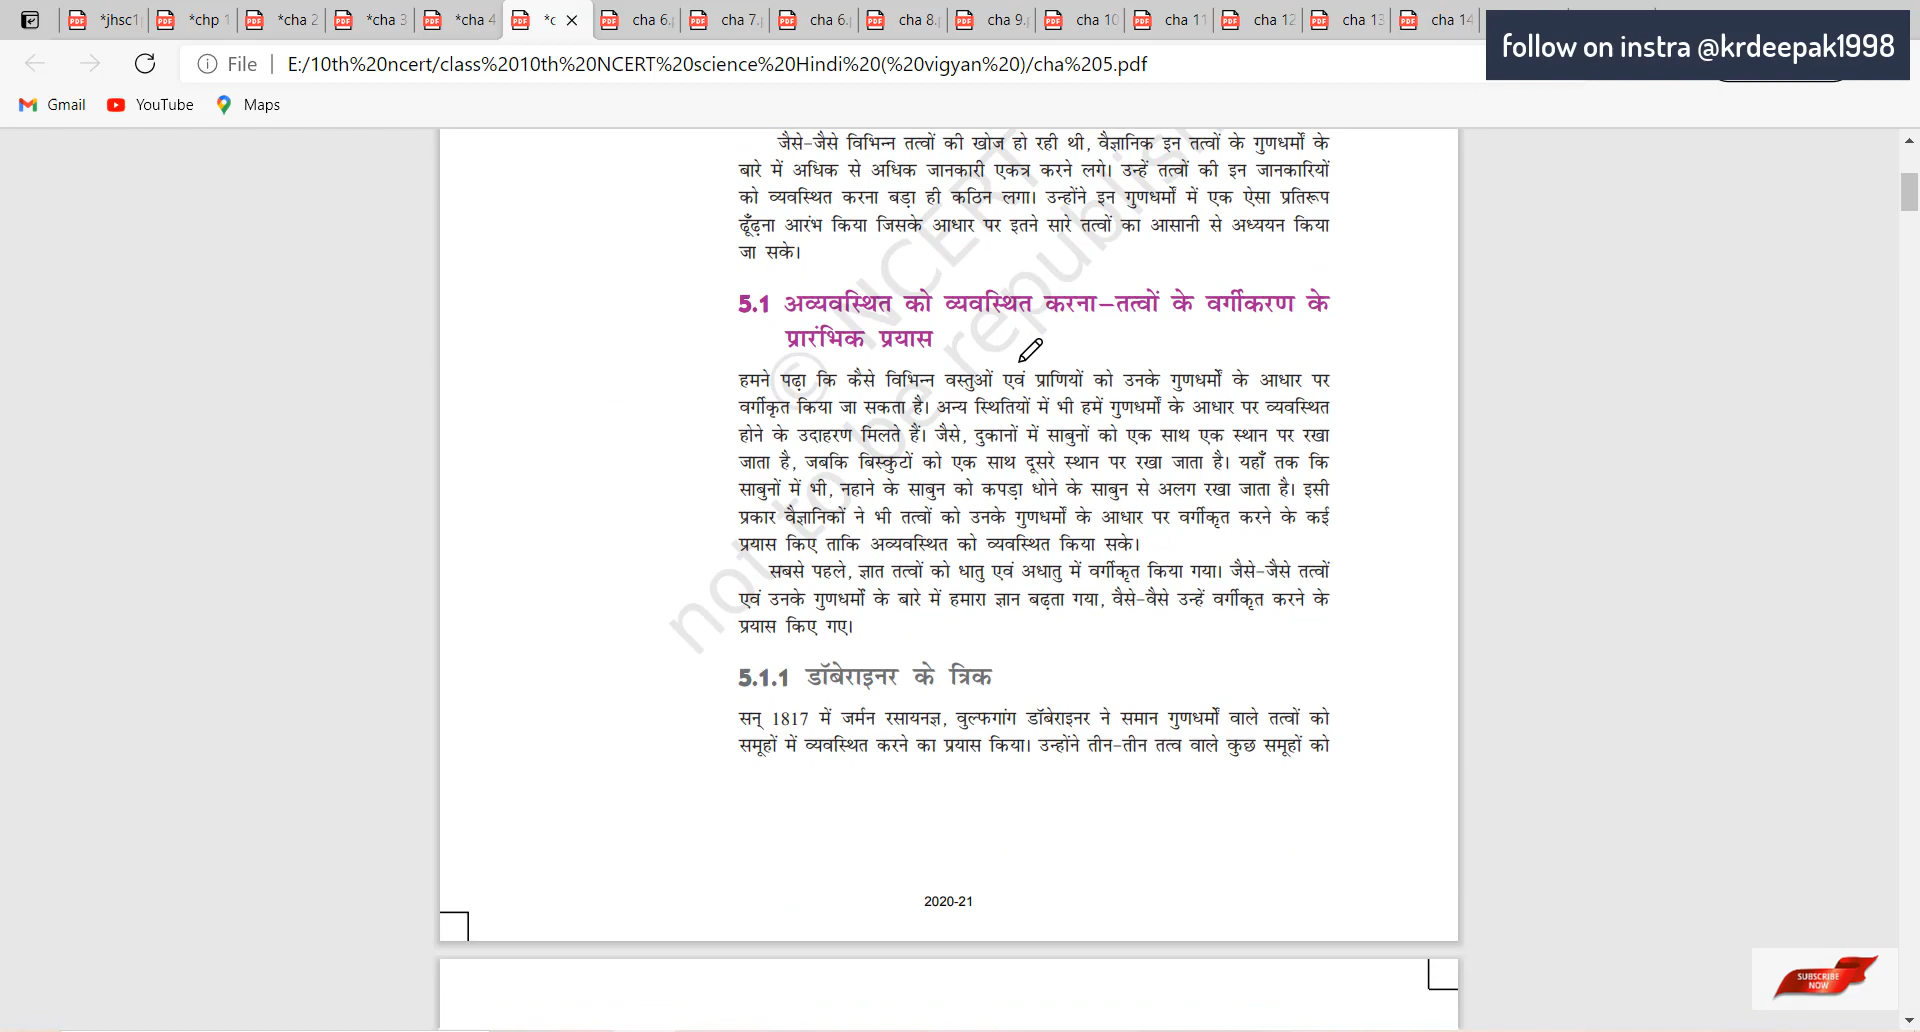 *jhsc1
*chp 1
*cha 2
*cha 3
*cha 4
*c
cha 6.
cha 7.
cha 6.
cha 8.
cha 9.
cha 10
cha 11
cha 12
cha 13
cha 14
follow on instra @krdeepak1998
File
E:/10th%20ncert/class%2010th%20NCERT%20science%20Hindi%20(%20vigyan%20)/cha%205.pdf
Gmail
YouTube
Maps
जैसे-जैसे विभिन्न तत्वों की खोज हो रही थी, वैज्ञानिक इन तत्वों के गुणधर्मों के
बारे में अधिक से अधिक जानकारी एकत्र करने लगे। उन्हें तत्वों की इन जानकारियों
को व्यवस्थित करना बड़ा ही कठिन लगा। उन्होंने इन गुणधर्मों में एक ऐसा प्रतिरूप
ढूँढ़ना आरंभ किया जिसके आधार पर इतने सारे तत्वों का आसानी से अध्ययन किया
जा सके।
5.1 अव्यवस्थित को व्यवस्थित करना–तत्वों के वर्गीकरण के
प्रारंभिक प्रयास
हमने पढ़ा कि कैसे विभिन्न वस्तुओं एवं प्राणियों को उनके गुणधर्मों के आधार पर
वर्गीकृत किया जा सकता है। अन्य स्थितियों में भी हमें गुणधर्मों के आधार पर व्यवस्थित
होने के उदाहरण मिलते हैं। जैसे, दुकानों में साबुनों को एक साथ एक स्थान पर रखा
जाता है, जबकि बिस्कुटों को एक साथ दूसरे स्थान पर रखा जाता है। यहाँ तक कि
साबुनों में भी, नहाने के साबुन को कपड़ा धोने के साबुन से अलग रखा जाता है। इसी
प्रकार वैज्ञानिकों ने भी तत्वों को उनके गुणधर्मों के आधार पर वर्गीकृत करने के कई
प्रयास किए ताकि अव्यवस्थित को व्यवस्थित किया सके।
सबसे पहले, ज्ञात तत्वों को धातु एवं अधातु में वर्गीकृत किया गया। जैसे-जैसे तत्वों
एवं उनके गुणधर्मों के बारे में हमारा ज्ञान बढ़ता गया, वैसे-वैसे उन्हें वर्गीकृत करने के
प्रयास किए गए।
5.1.1 डॉबेराइनर के त्रिक
सन् 1817 में जर्मन रसायनज्ञ, वुल्फगांग डॉबेराइनर ने समान गुणधर्मों वाले तत्वों को
समूहों में व्यवस्थित करने का प्रयास किया। उन्होंने तीन-तीन तत्व वाले कुछ समूहों को
© NCERT
not to be republish
2020-21
SUBSCRIBE
NOW